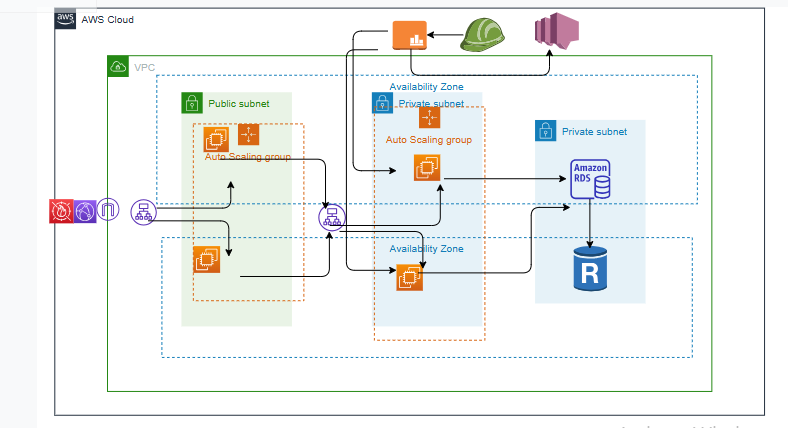 aws
AWS Cloud
VPC
Availability Zone
Public subnet
Private subnet
Auto Scaling group
Auto Scaling group
Private subnet
Amazon
RDS
Availability Zone
R